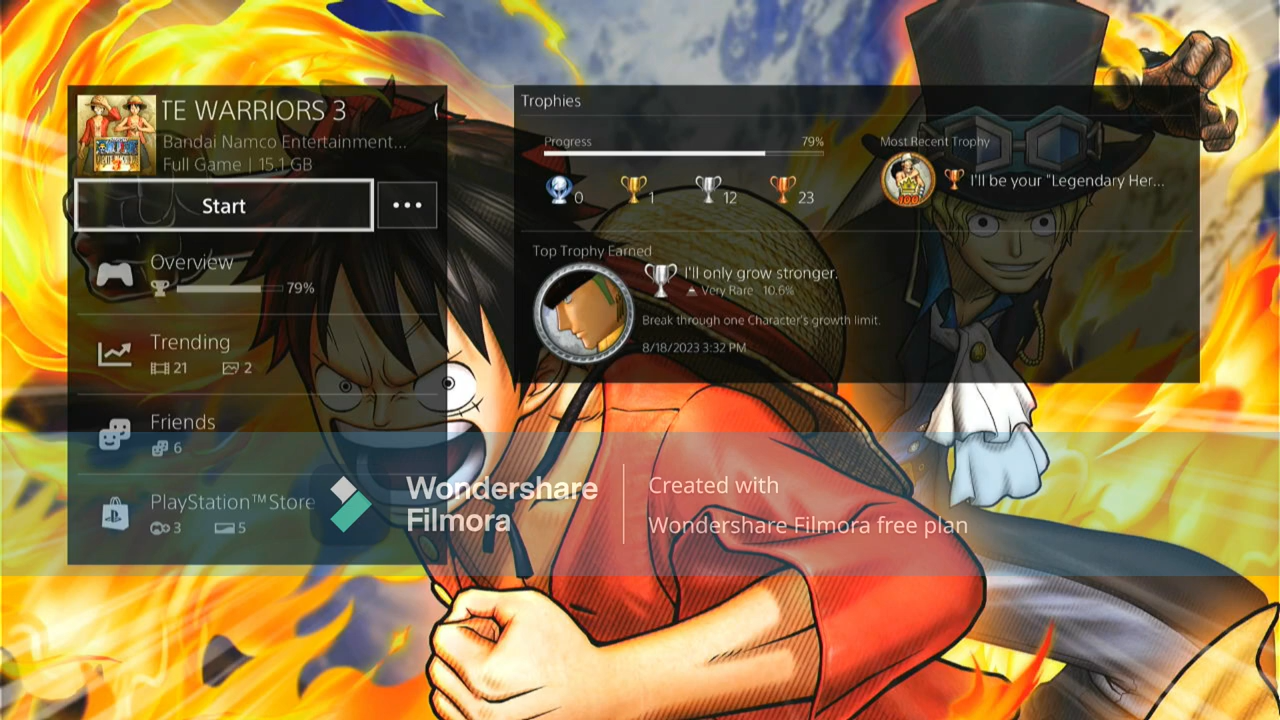 TE WARRIORS 3
Bandai Namco Entertainment...
Full Game | 15.1 GB
Start
Overview
79%
Trending
21 2
Friends
6
PlayStation™Store
3 5
Trophies
Progress 79%
0 1 12 23
Most Recent Trophy
I'll be your "Legendary Her...
Top Trophy Earned
I'll only grow stronger.
Very Rare 10.6%
Break through one Character's growth limit.
8/18/2023 3:32 PM
Wondershare
Filmora
Created with
Wondershare Filmora free plan